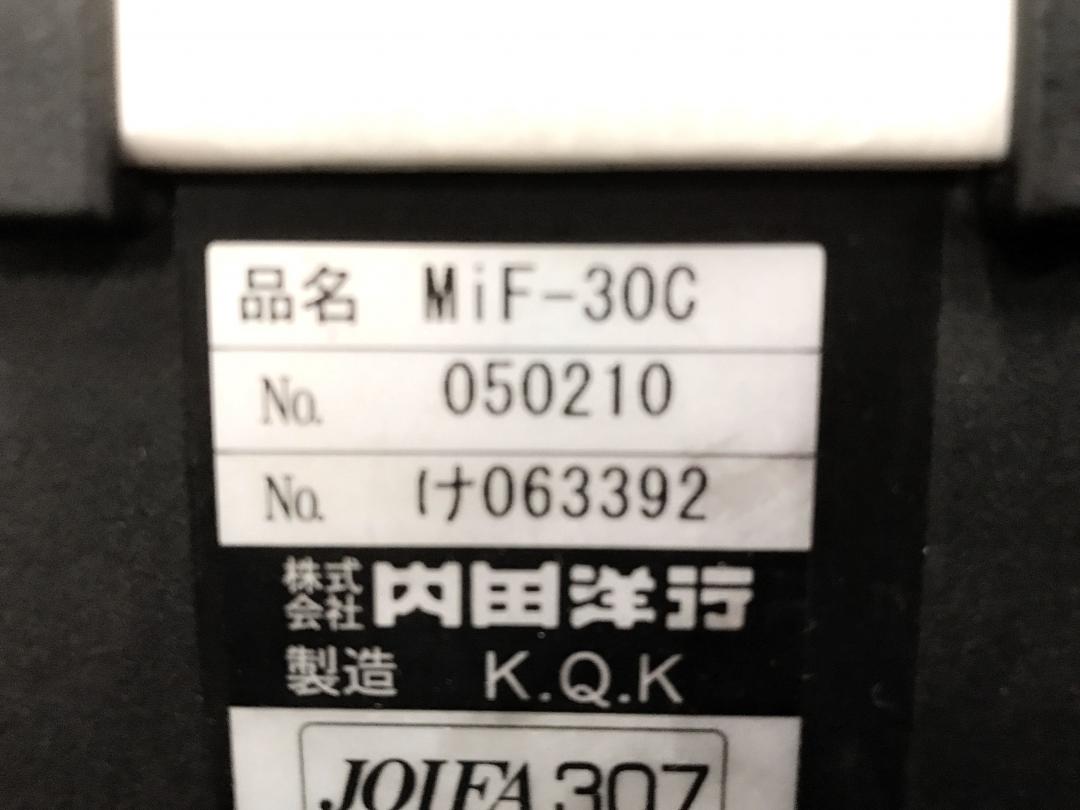 品名 MiF-30C
No. 050210
No. け063392
株式会社 内田洋行
製造 K.Q.K
JOIFA 307